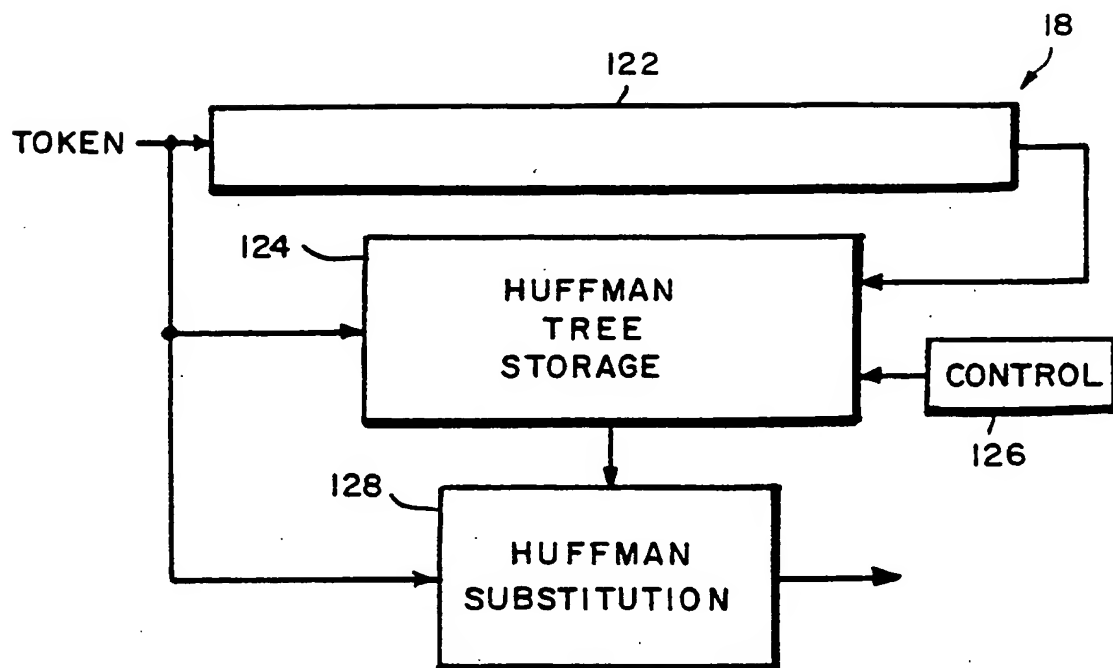 18
122
TOKEN
124
HUFFMAN
TREE
STORAGE
CONTROL
126
128
HUFFMAN
SUBSTITUTION